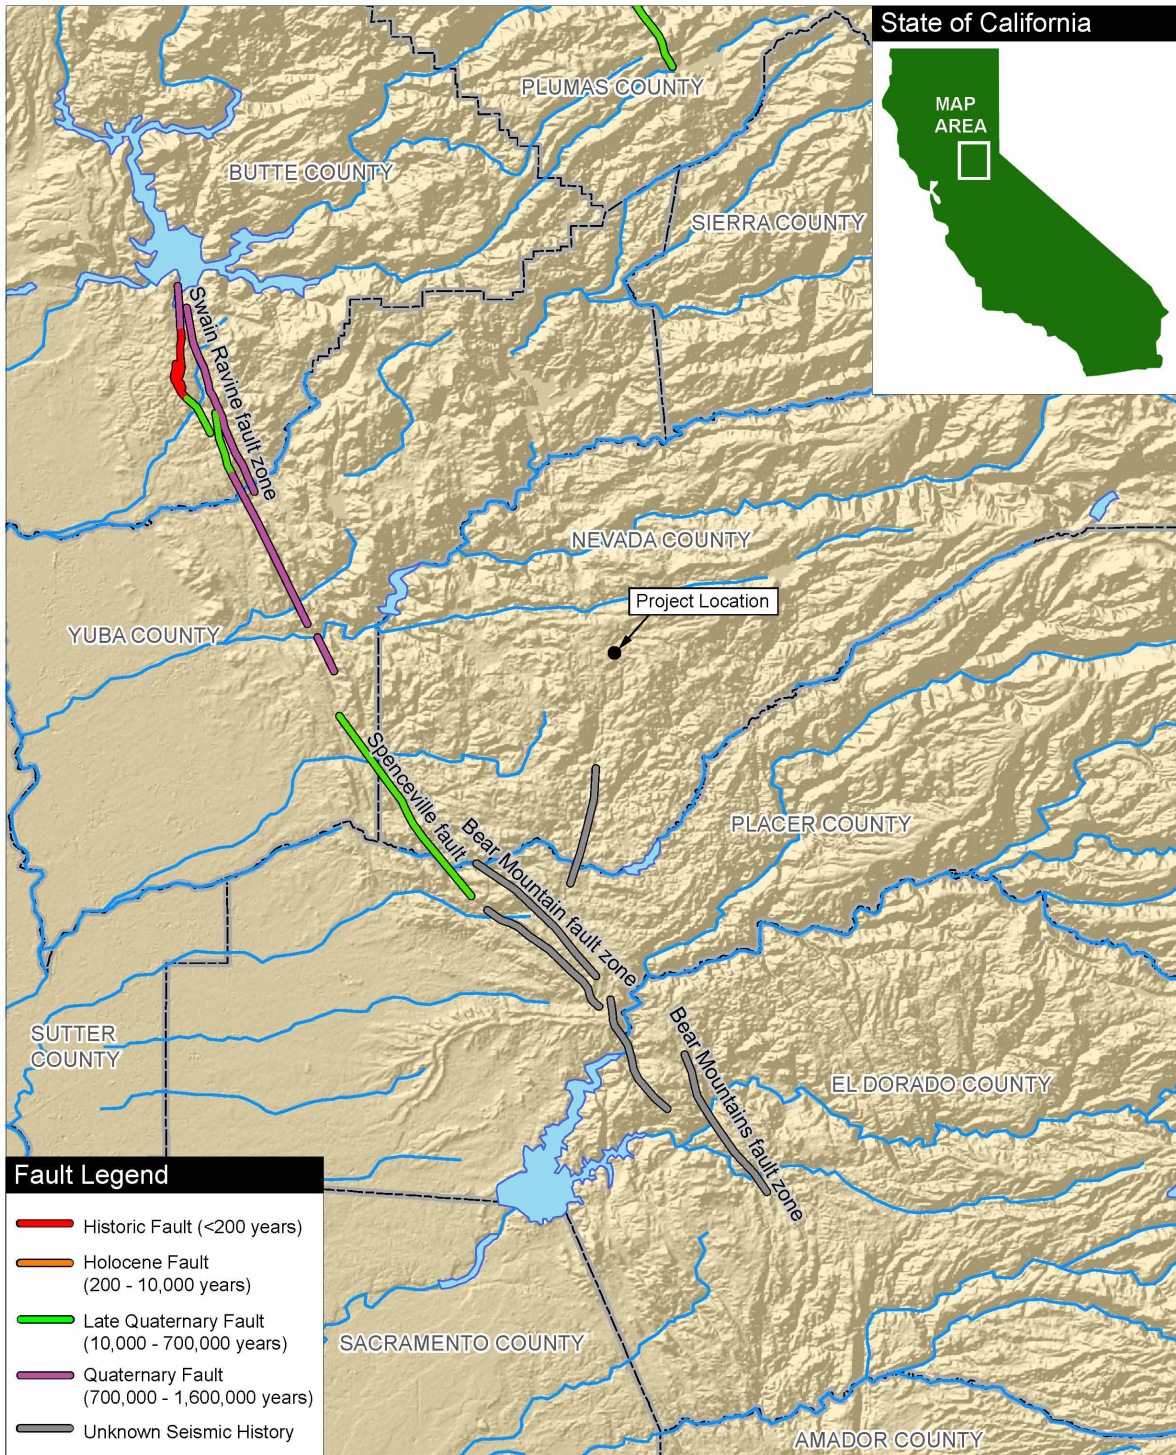 State of California
MAP
AREA
PLUMAS COUNTY
BUTTE COUNTY
SIERRA COUNTY
Swain Ravine fault zone
NEVADA COUNTY
Project Location
YUBA COUNTY
Spenceville fault
Bear Mountain fault zone
PLACER COUNTY
SUTTER
COUNTY
Bear Mountains fault zone
EL DORADO COUNTY
Fault Legend
Historic Fault (<200 years)
Holocene Fault
(200 - 10,000 years)
Late Quaternary Fault
(10,000 - 700,000 years)
Quaternary Fault
(700,000 - 1,600,000 years)
Unknown Seismic History
SACRAMENTO COUNTY
AMADOR COUNTY